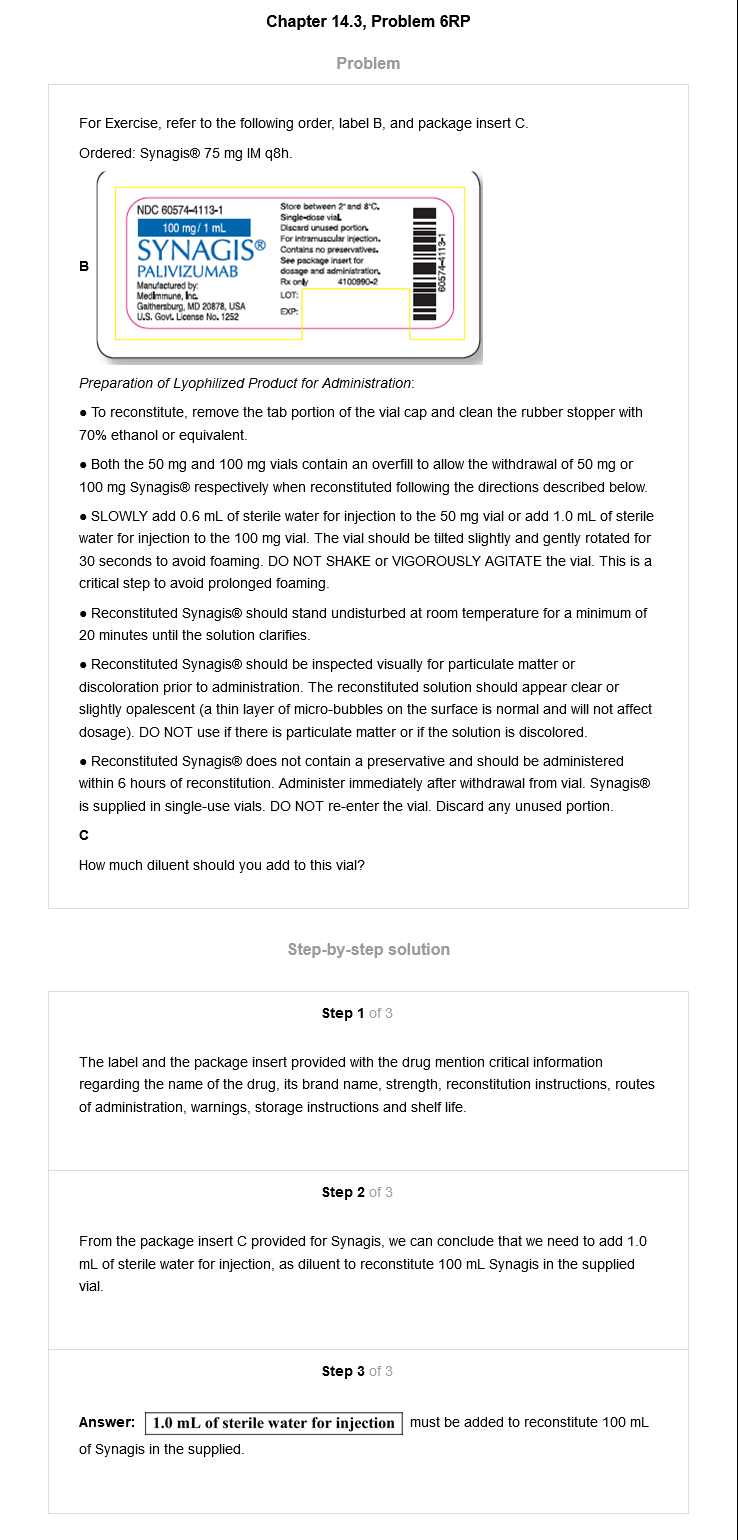 Chapter 14.3, Problem 6RP
Problem
For Exercise, refer to the following order, label B, and package insert C.
Ordered: Synagis® 75 mg IM q8h.
B
NDC 60574-4113-1
100 mg/ 1 mL
SYNAGIS®
PALIVIZUMAB
Manufactured by:
MedImmune, Inc.
Gaithersburg, MD 20878, USA
U.S. Govt. License No. 1252
Store between 2° and 8°C.
Single-dose vial.
Discard unused portion.
For intramuscular injection.
Contains no preservatives.
See package insert for
dosage and administration.
Rx only 4100990-2
LOT:
EXP:
60574-4113-1
Preparation of Lyophilized Product for Administration:
● To reconstitute, remove the tab portion of the vial cap and clean the rubber stopper with
70% ethanol or equivalent.
● Both the 50 mg and 100 mg vials contain an overfill to allow the withdrawal of 50 mg or
100 mg Synagis® respectively when reconstituted following the directions described below.
● SLOWLY add 0.6 mL of sterile water for injection to the 50 mg vial or add 1.0 mL of sterile
water for injection to the 100 mg vial. The vial should be tilted slightly and gently rotated for
30 seconds to avoid foaming. DO NOT SHAKE or VIGOROUSLY AGITATE the vial. This is a
critical step to avoid prolonged foaming.
● Reconstituted Synagis® should stand undisturbed at room temperature for a minimum of
20 minutes until the solution clarifies.
● Reconstituted Synagis® should be inspected visually for particulate matter or
discoloration prior to administration. The reconstituted solution should appear clear or
slightly opalescent (a thin layer of micro-bubbles on the surface is normal and will not affect
dosage). DO NOT use if there is particulate matter or if the solution is discolored.
● Reconstituted Synagis® does not contain a preservative and should be administered
within 6 hours of reconstitution. Administer immediately after withdrawal from vial. Synagis®
is supplied in single-use vials. DO NOT re-enter the vial. Discard any unused portion.
C
How much diluent should you add to this vial?
Step-by-step solution
Step 1 of 3
The label and the package insert provided with the drug mention critical information
regarding the name of the drug, its brand name, strength, reconstitution instructions, routes
of administration, warnings, storage instructions and shelf life.
Step 2 of 3
From the package insert C provided for Synagis, we can conclude that we need to add 1.0
mL of sterile water for injection, as diluent to reconstitute 100 mL Synagis in the supplied
vial.
Step 3 of 3
Answer: 1.0 mL of sterile water for injection must be added to reconstitute 100 mL
of Synagis in the supplied.